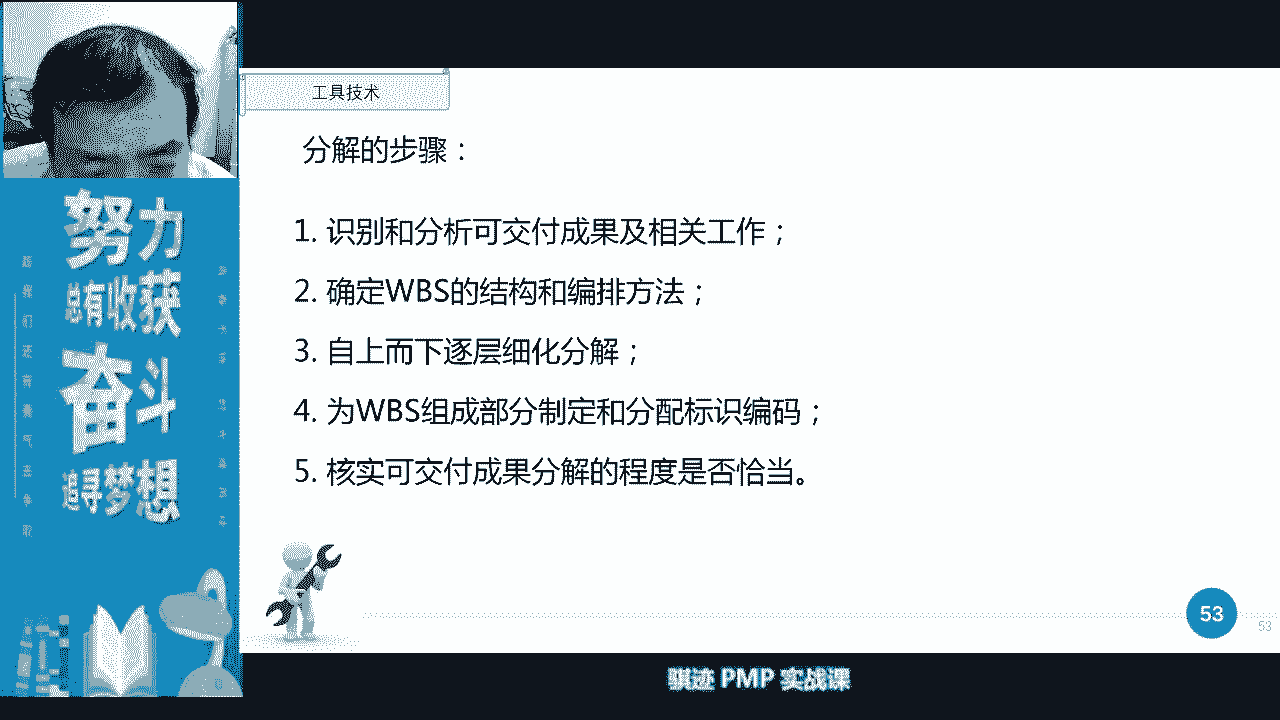 工具技术
分解的步骤：
1. 识别和分析可交付成果及相关工作；
2. 确定WBS的结构和编排方法；
3. 自上而下逐层细化分解；
4. 为WBS组成部分制定和分配标识编码；
5. 核实可交付成果分解的程度是否恰当。
努力
总有收获
奋斗
追寻梦想
53
53
骐迹 PMP 实战课